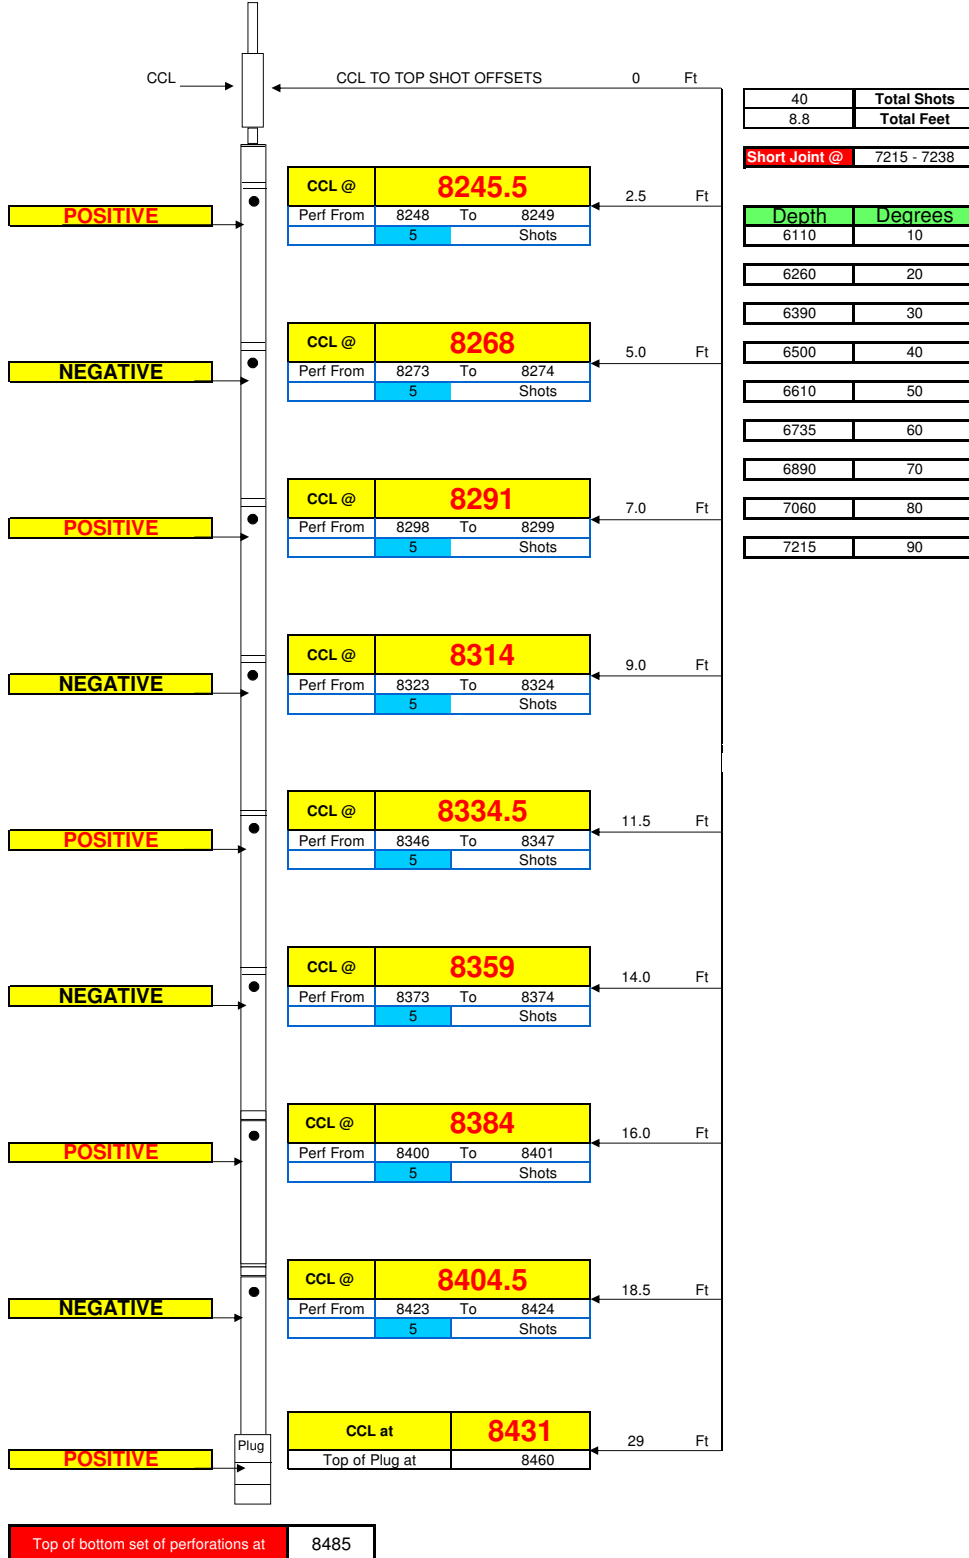 CCL
CCL TO TOP SHOT OFFSETS 0 Ft
40 Total Shots
8.8 Total Feet
Short Joint @ 7215 - 7238
CCL @ 8245.5
2.5 Ft
POSITIVE
Perf From 8248 To 8249
5 Shots
Depth Degrees
6110 10
6260 20
6390 30
6500 40
6610 50
6735 60
6890 70
7060 80
7215 90
CCL @ 8268
5.0 Ft
NEGATIVE
Perf From 8273 To 8274
5 Shots
CCL @ 8291
7.0 Ft
POSITIVE
Perf From 8298 To 8299
5 Shots
CCL @ 8314
9.0 Ft
NEGATIVE
Perf From 8323 To 8324
5 Shots
CCL @ 8334.5
11.5 Ft
POSITIVE
Perf From 8346 To 8347
5 Shots
CCL @ 8359
14.0 Ft
NEGATIVE
Perf From 8373 To 8374
5 Shots
CCL @ 8384
16.0 Ft
POSITIVE
Perf From 8400 To 8401
5 Shots
CCL @ 8404.5
18.5 Ft
NEGATIVE
Perf From 8423 To 8424
5 Shots
CCL at 8431
29 Ft
Plug
POSITIVE
Top of Plug at 8460
Top of bottom set of perforations at 8485